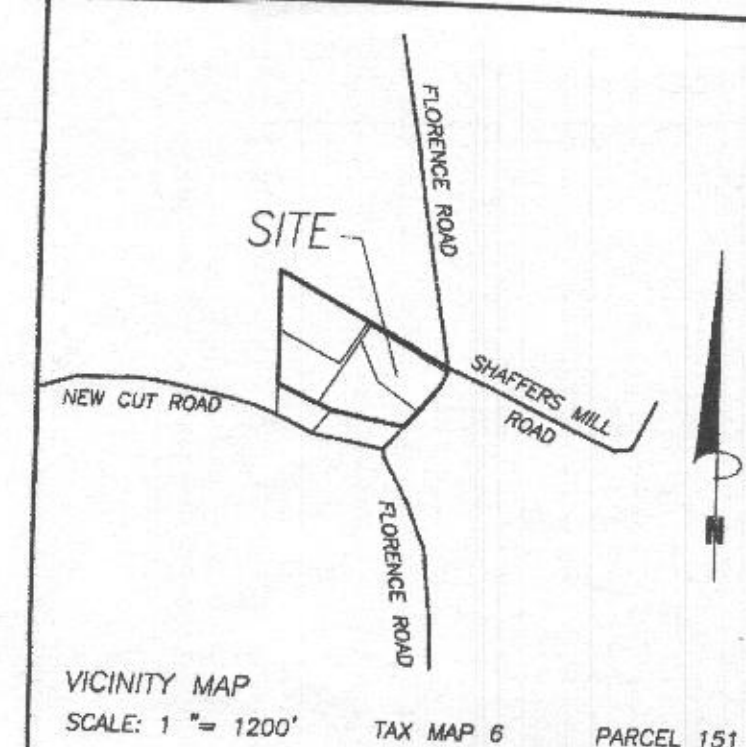 FLORENCE ROAD
SITE
SHAFFERS MILL
ROAD
NEW CUT ROAD
N
FLORENCE ROAD
VICINITY MAP
SCALE: 1 "= 1200' TAX MAP 6 PARCEL 151